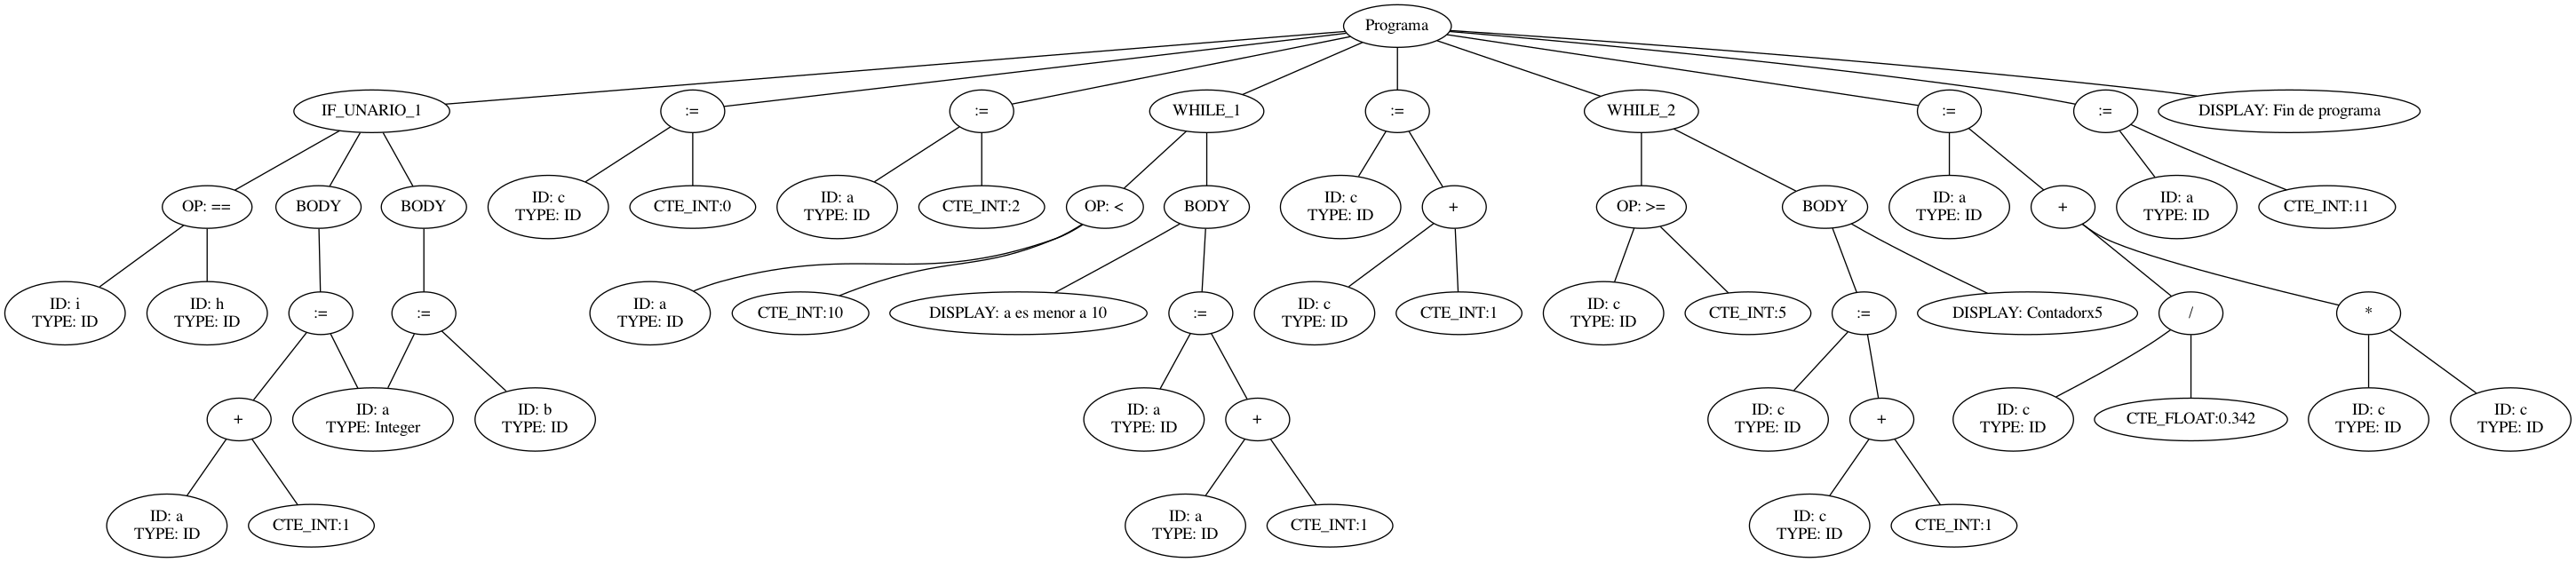 Programa
IF_UNARIO_1
:=
:=
WHILE_1
:=
WHILE_2
:=
:=
DISPLAY: Fin de programa
OP: ==
BODY
BODY
ID: c
TYPE: ID
CTE_INT:0
ID: a
TYPE: ID
CTE_INT:2
OP: <
BODY
ID: c
TYPE: ID
+
OP: >=
BODY
ID: a
TYPE: ID
+
ID: a
TYPE: ID
CTE_INT:11
ID: i
TYPE: ID
ID: h
TYPE: ID
:=
:=
ID: a
TYPE: ID
CTE_INT:10
DISPLAY: a es menor a 10
:=
ID: c
TYPE: ID
CTE_INT:1
ID: c
TYPE: ID
CTE_INT:5
:=
DISPLAY: Contadorx5
/
*
+
ID: a
TYPE: Integer
ID: b
TYPE: ID
ID: a
TYPE: ID
+
ID: c
TYPE: ID
+
ID: c
TYPE: ID
CTE_FLOAT:0.342
ID: c
TYPE: ID
ID: c
TYPE: ID
ID: a
TYPE: ID
CTE_INT:1
ID: a
TYPE: ID
CTE_INT:1
ID: c
TYPE: ID
CTE_INT:1